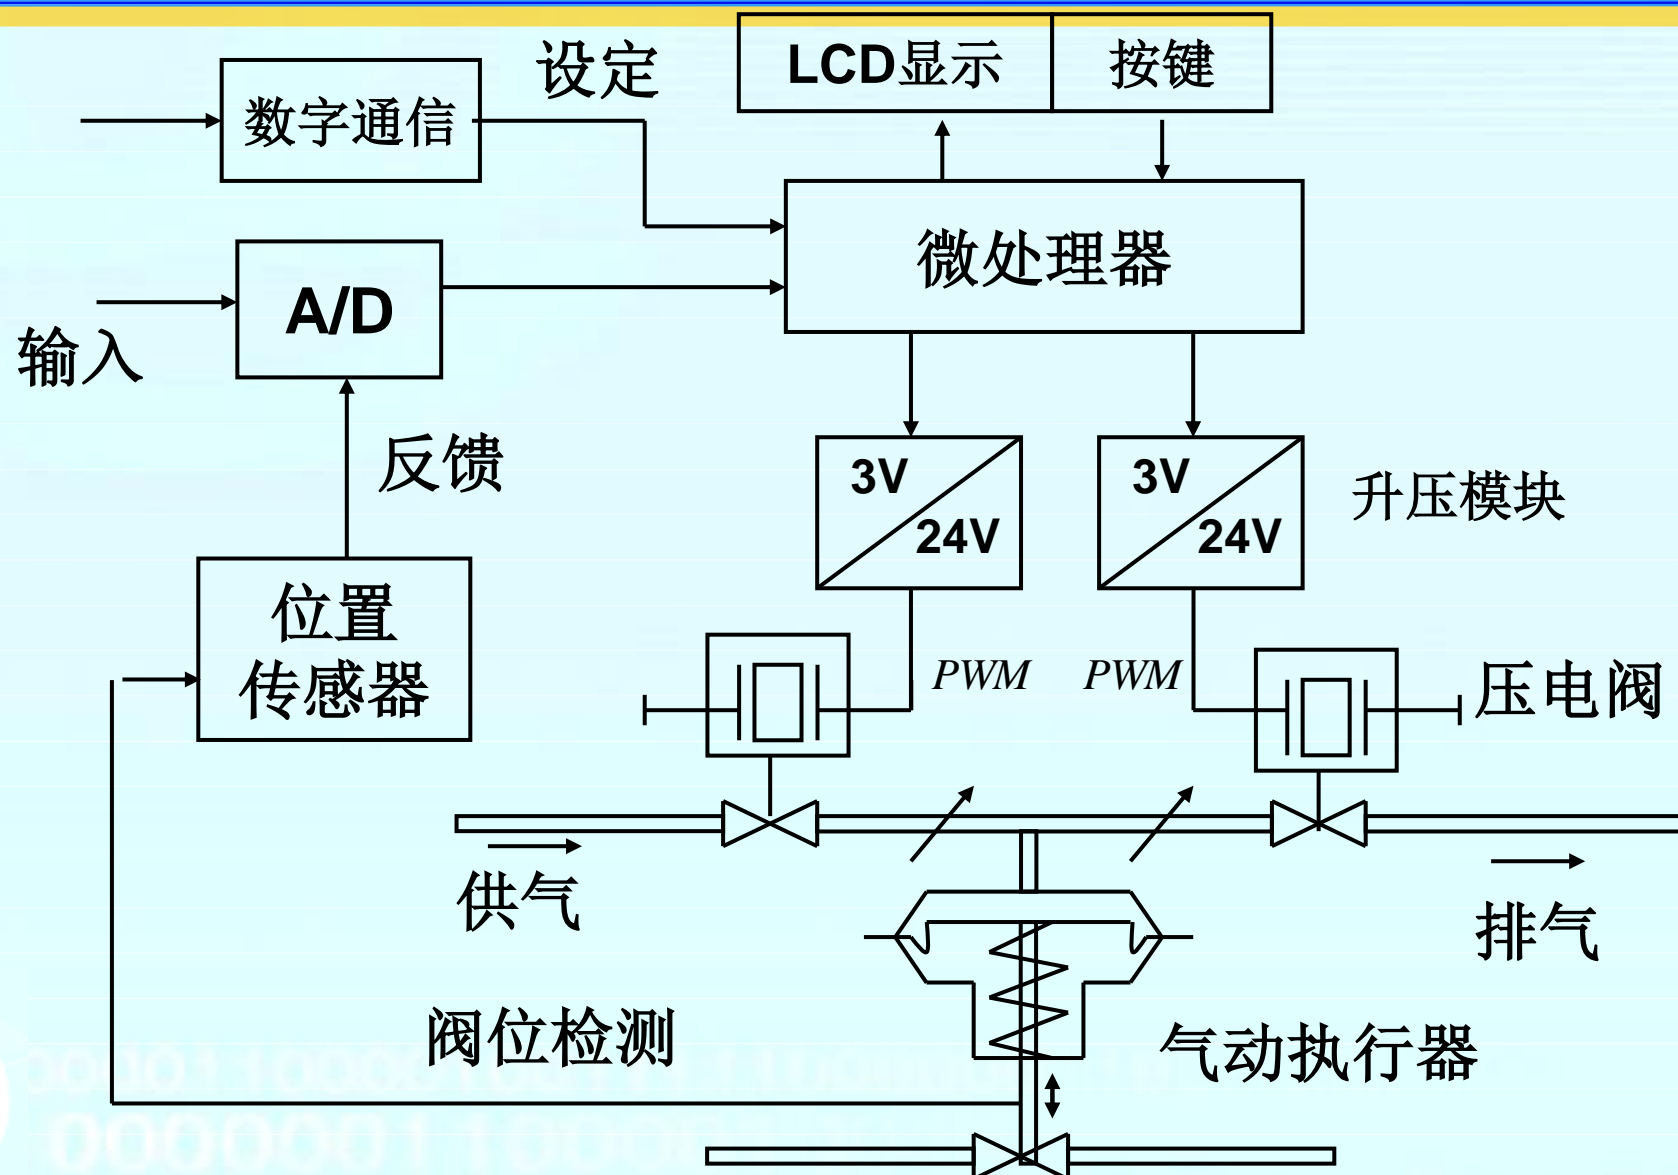 设定
LCD显示
按键
数字通信
微处理器
A/D
输入
反馈
3V
24V
3V
24V
升压模块
位置
传感器
PWM
PWM
压电阀
供气
排气
阀位检测
气动执行器